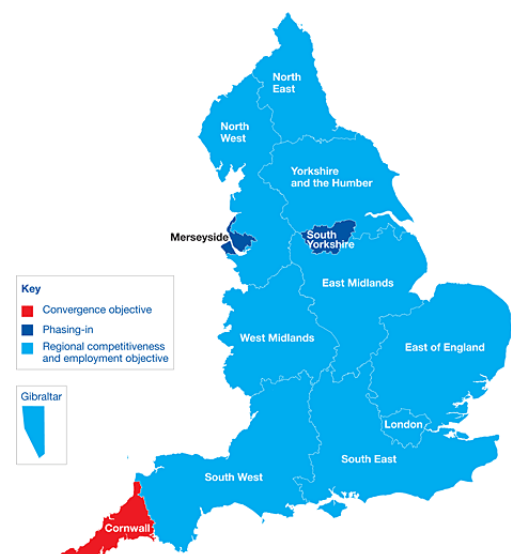 North
East
North
West
Yorkshire
and the Humber
Merseyside
South
Yorkshire
East Midlands
Key
Convergence objective
Phasing-in
Regional competitiveness
and employment objective
West Midlands
East of England
Gibraltar
London
South East
South West
Cornwall